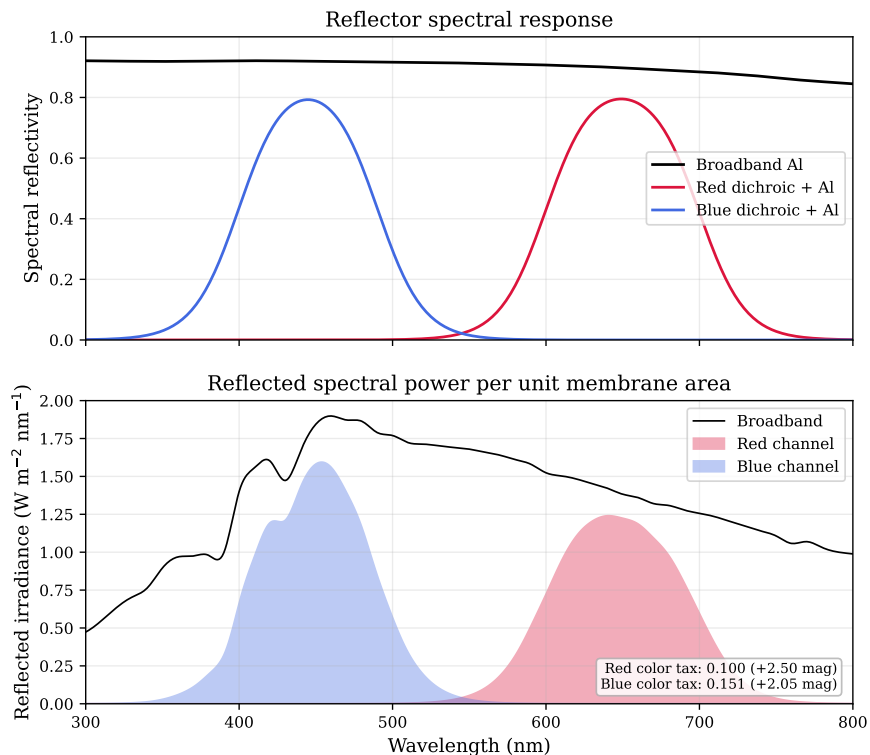 Reflector spectral response
1.0
0.8
0.6
0.4
0.2
0.0
Spectral reflectivity
Broadband Al
Red dichroic + Al
Blue dichroic + Al
Reflected spectral power per unit membrane area
2.00
1.75
1.50
1.25
1.00
0.75
0.50
0.25
0.00
Reflected irradiance (W m⁻² nm⁻¹)
Broadband
Red channel
Blue channel
Red color tax: 0.100 (+2.50 mag)
Blue color tax: 0.151 (+2.05 mag)
300 400 500 600 700 800
Wavelength (nm)